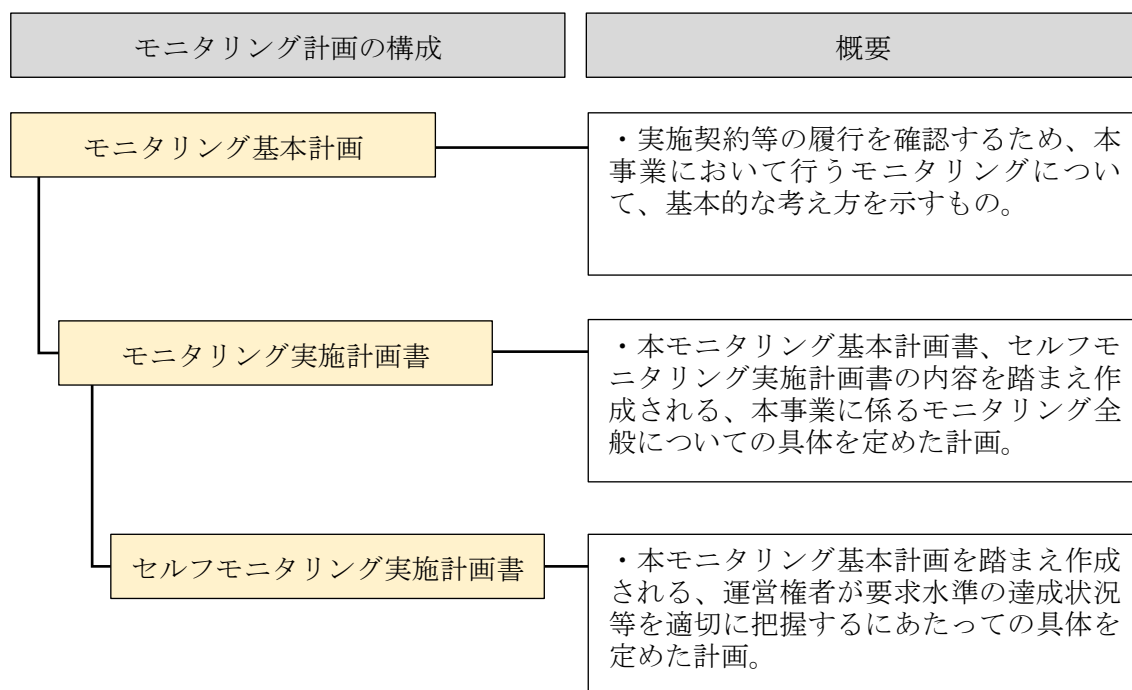 モニタリング計画の構成
概要
モニタリング基本計画
・実施契約等の履行を確認するため、本
事業において行うモニタリングについ
て、基本的な考え方を示すもの。
モニタリング実施計画書
・本モニタリング基本計画書、セルフモ
ニタリング実施計画書の内容を踏まえ作
成される、本事業に係るモニタリング全
般についての具体を定めた計画。
セルフモニタリング実施計画書
・本モニタリング基本計画を踏まえ作成
される、運営権者が要求水準の達成状況
等を適切に把握するにあたっての具体を
定めた計画。